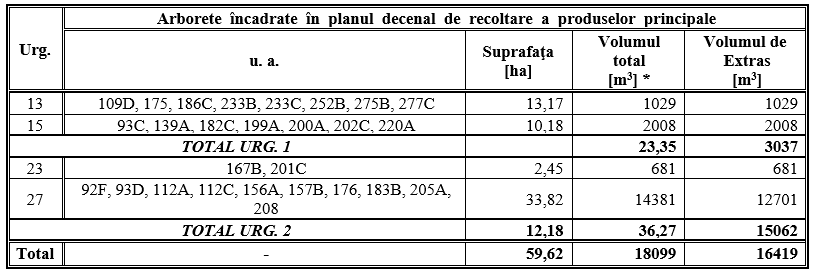 Urg. Arborete încadrate în planul decenal de recoltare a produselor principale
u. a. Suprafaţa [ha] Volumul total [m³] * Volumul de Extras [m³]
13 109D, 175, 186C, 233B, 233C, 252B, 275B, 277C 13,17 1029 1029
15 93C, 139A, 182C, 199A, 200A, 202C, 220A 10,18 2008 2008
TOTAL URG. 1 23,35 3037
23 167B, 201C 2,45 681 681
27 92F, 93D, 112A, 112C, 156A, 157B, 176, 183B, 205A, 208 33,82 14381 12701
TOTAL URG. 2 12,18 36,27 15062
Total - 59,62 18099 16419